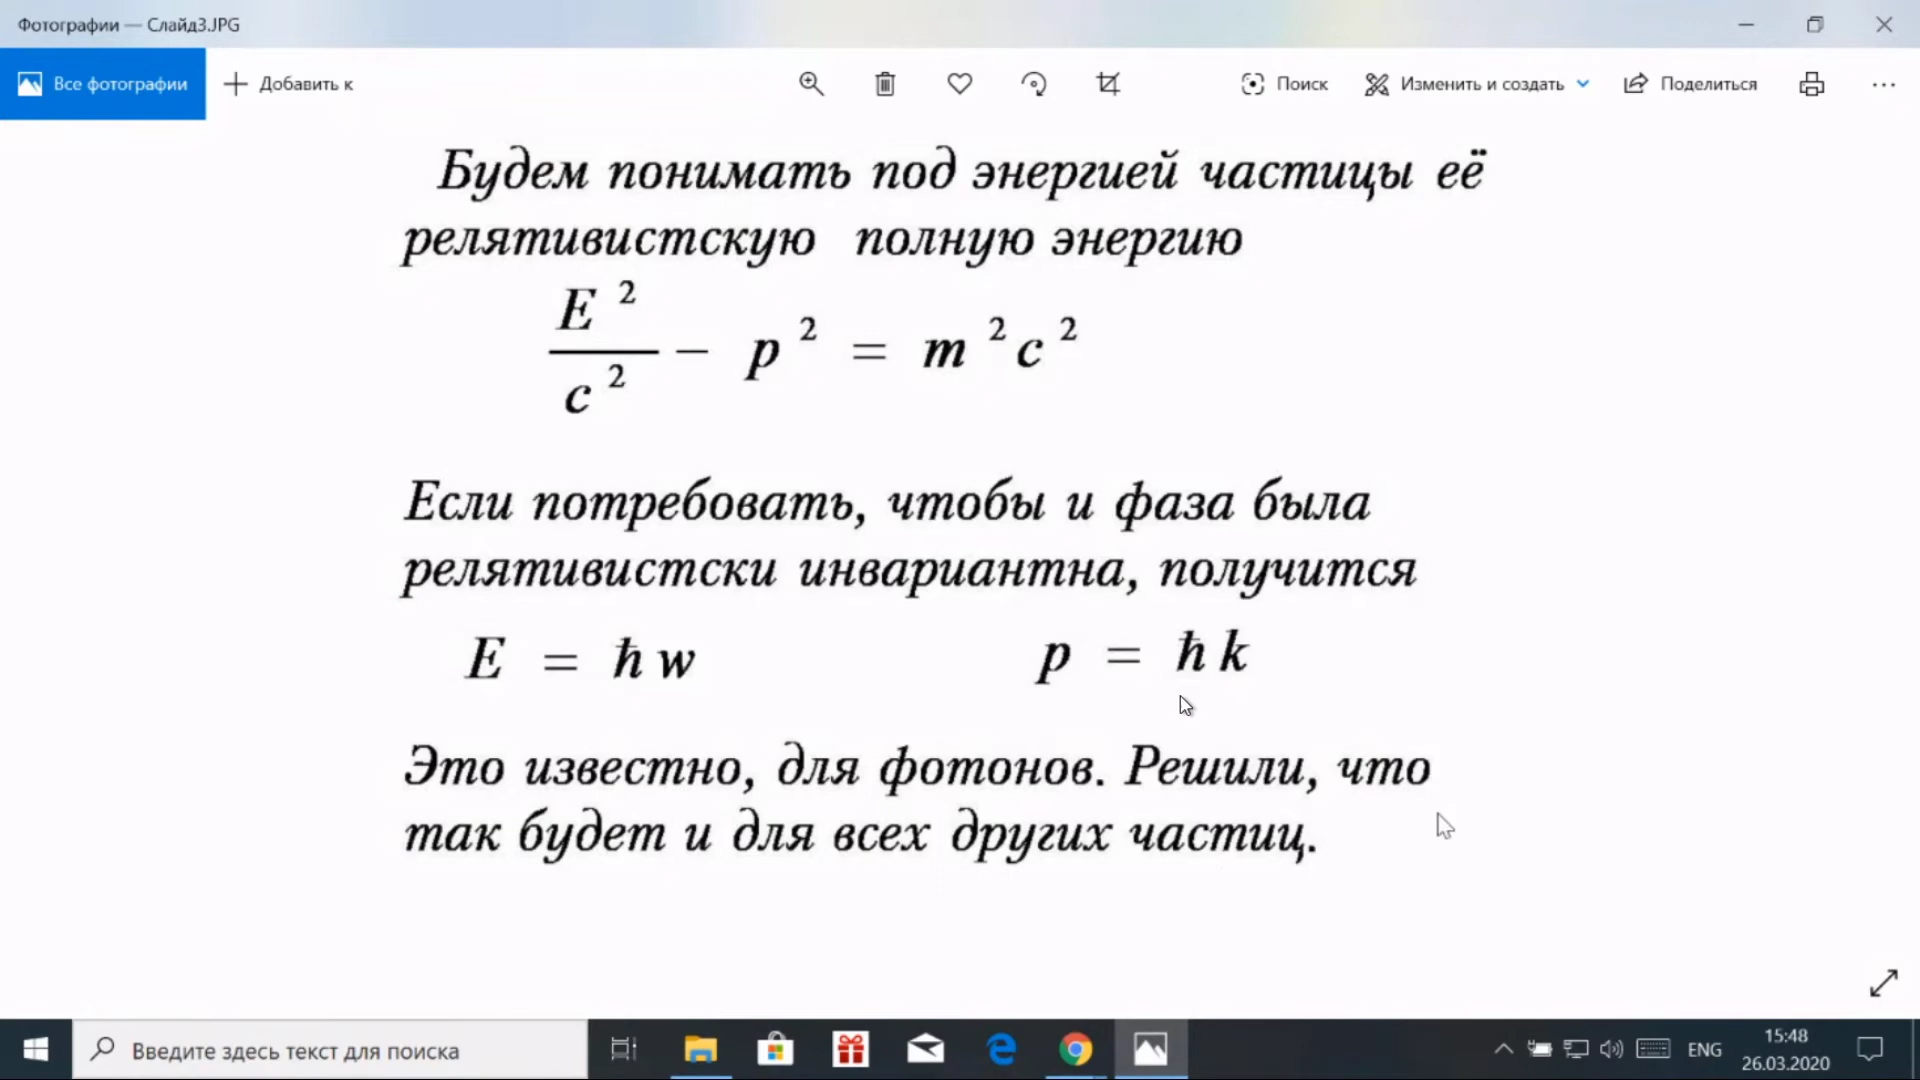 Фотографии — Слайд3.JPG
Все фотографии
Добавить к
Поиск
Изменить и создать
Поделиться
Будем понимать под энергией частицы её
релятивистскую полную энергию
E²/c² − p² = m²c²
Если потребовать, чтобы и фаза была
релятивистски инвариантна, получится
E = ħw p = ħk
Это известно, для фотонов. Решили, что
так будет и для всех других частиц.
Введите здесь текст для поиска
ENG
15:48
26.03.2020